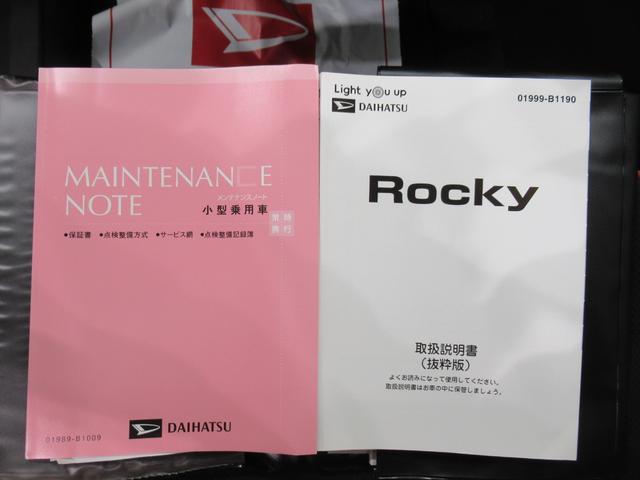 MAINTENANCE
NOTE
メンテナンスノート
小型乗用車
常時
携行
●保証書 ●点検整備方式 ●サービス網 ●点検整備記録簿
01989-B1009
DAIHATSU
Light you up
DAIHATSU
01999-B1190
Rocky
取扱説明書
(抜粋版)
よくお読みになって使用してください。
取扱説明書はお車の中に保管しましょう。